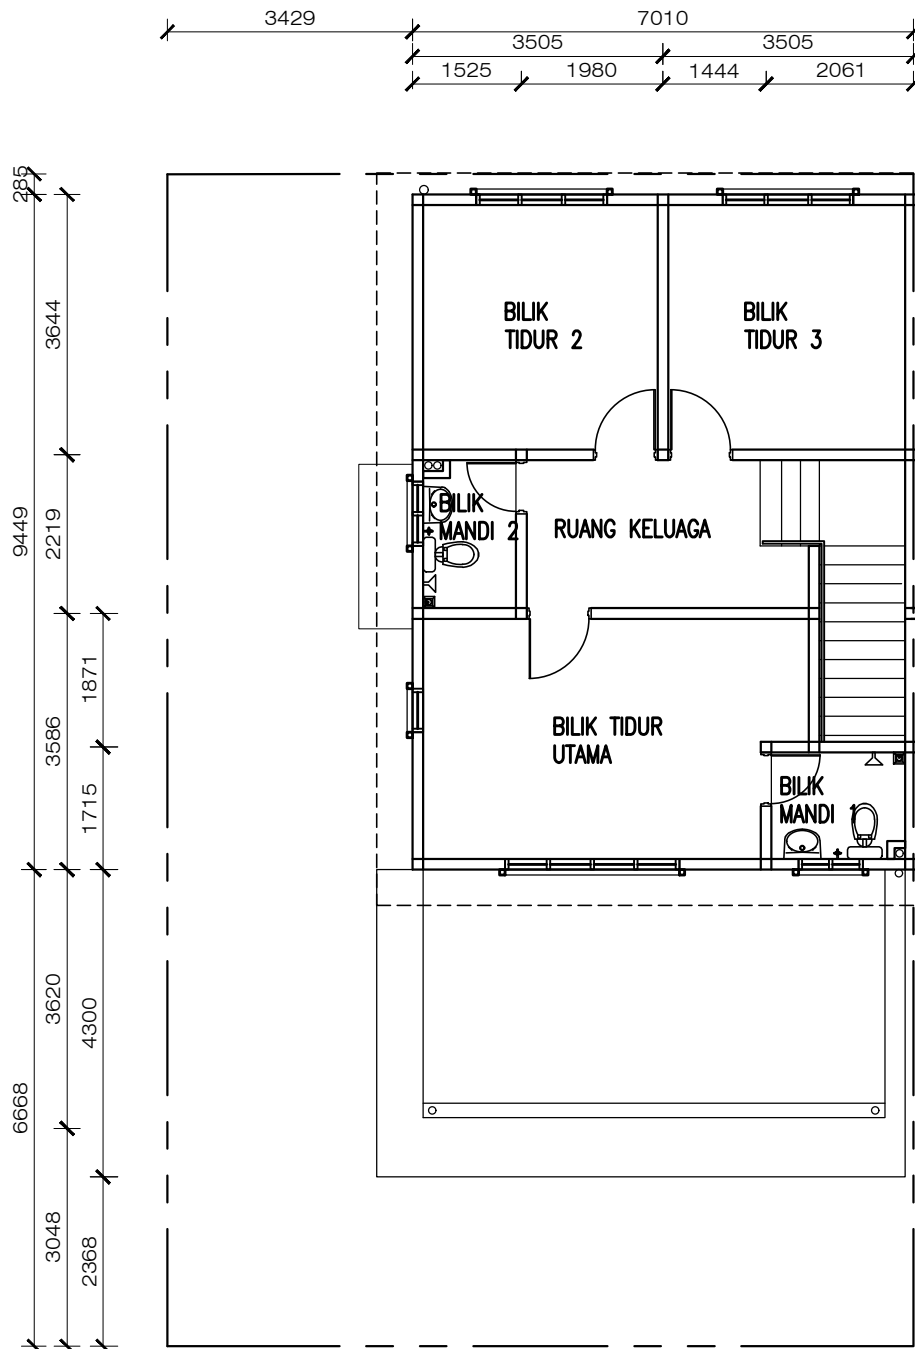 3429
7010
3505
3505
1525
1980
1444
2061
285
3644
9449
2219
1871
3586
1715
3620
4300
6668
3048
2368
BILIK
TIDUR 2
BILIK
TIDUR 3
BILIK
MANDI 2
RUANG KELUAGA
BILIK TIDUR
UTAMA
BILIK
MANDI 1